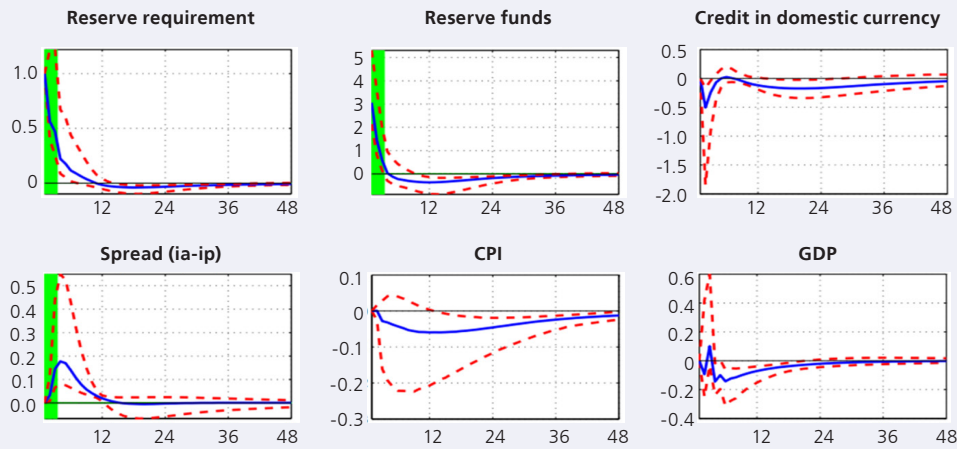 Reserve requirement
1.0
0.5
0
12 24 36 48
Reserve funds
5
4
3
2
1
0
12 24 36 48
Credit in domestic currency
0.5
0
-0.5
-1.0
-1.5
-2.0
12 24 36 48
Spread (ia-ip)
0.5
0.4
0.3
0.2
0.1
0.0
12 24 36 48
CPI
0.1
0
-0.1
-0.2
-0.3
12 24 36 48
GDP
0.6
0.4
0.2
0
-0.2
-0.4
12 24 36 48